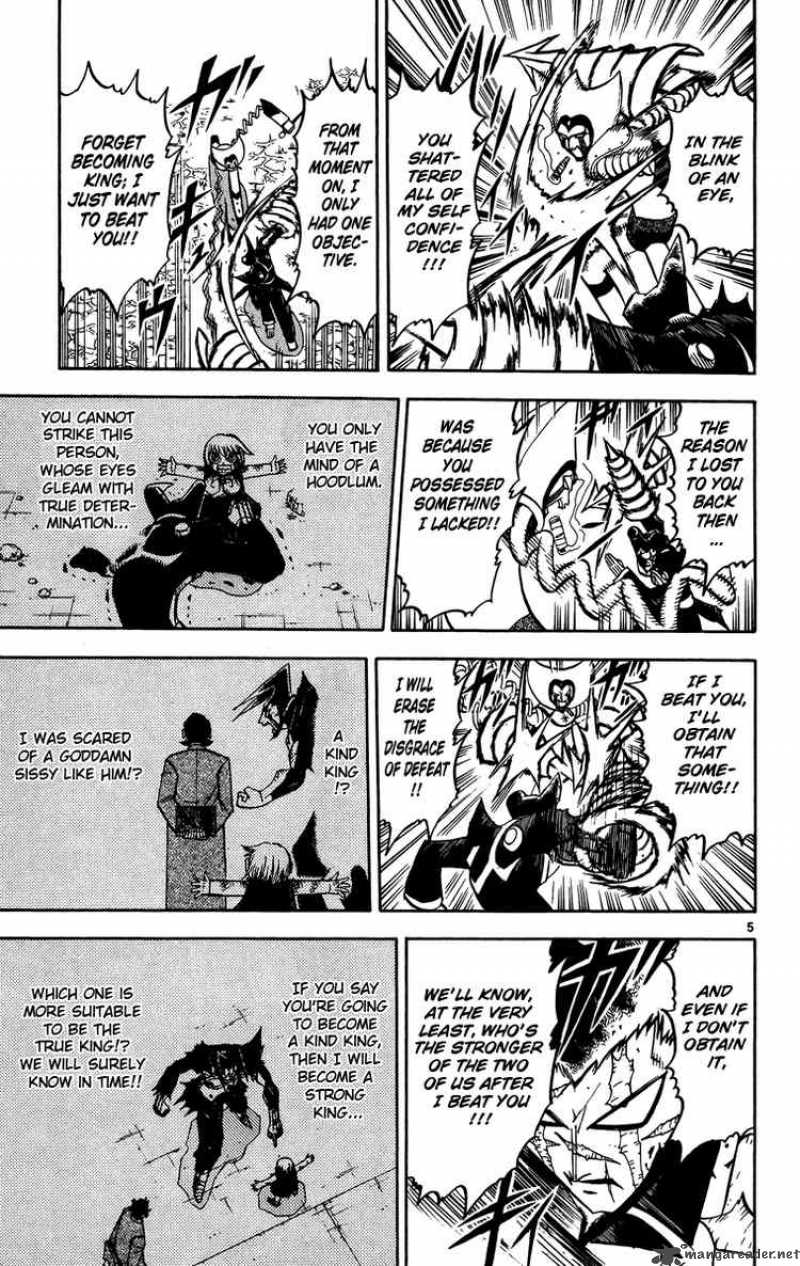 IN THE
BLINK
OF AN
EYE,
YOU
SHAT-
TERED
ALL OF
MY SELF
CONFI-
DENCE
!!!
FROM
THAT
MOMENT
ON, I
ONLY
HAD ONE
OBJEC-
TIVE.
FORGET
BECOMING
KING; I
JUST WANT
TO BEAT
YOU!!
THE
REASON
I LOST
TO YOU
BACK
THEN
...
WAS
BECAUSE
YOU
POSSESSED
SOMETHING
I LACKED!!
YOU ONLY
HAVE THE
MIND OF A
HOODLUM.
YOU CANNOT
STRIKE THIS
PERSON,
WHOSE EYES
GLEAM WITH
TRUE DETER-
MINATION...
IF I
BEAT YOU,
I'LL
OBTAIN
THAT
SOME-
THING!!
I WILL
ERASE
THE
DISGRACE
OF DEFEAT
!!
A
KIND
KING
!?
I WAS SCARED
OF A GODDAMN
SISSY LIKE HIM!?
5
AND
EVEN IF
I DON'T
OBTAIN
IT,
WE'LL KNOW,
AT THE VERY
LEAST, WHO'S
THE STRONGER
OF THE TWO
OF US AFTER
I BEAT YOU
!!!
IF YOU SAY
YOU'RE GOING
TO BECOME
A KIND KING,
THEN I WILL
BECOME A
STRONG
KING...
WHICH ONE IS
MORE SUITABLE
TO BE THE
TRUE KING!?
WE WILL SURELY
KNOW IN TIME!!
mangareader.net